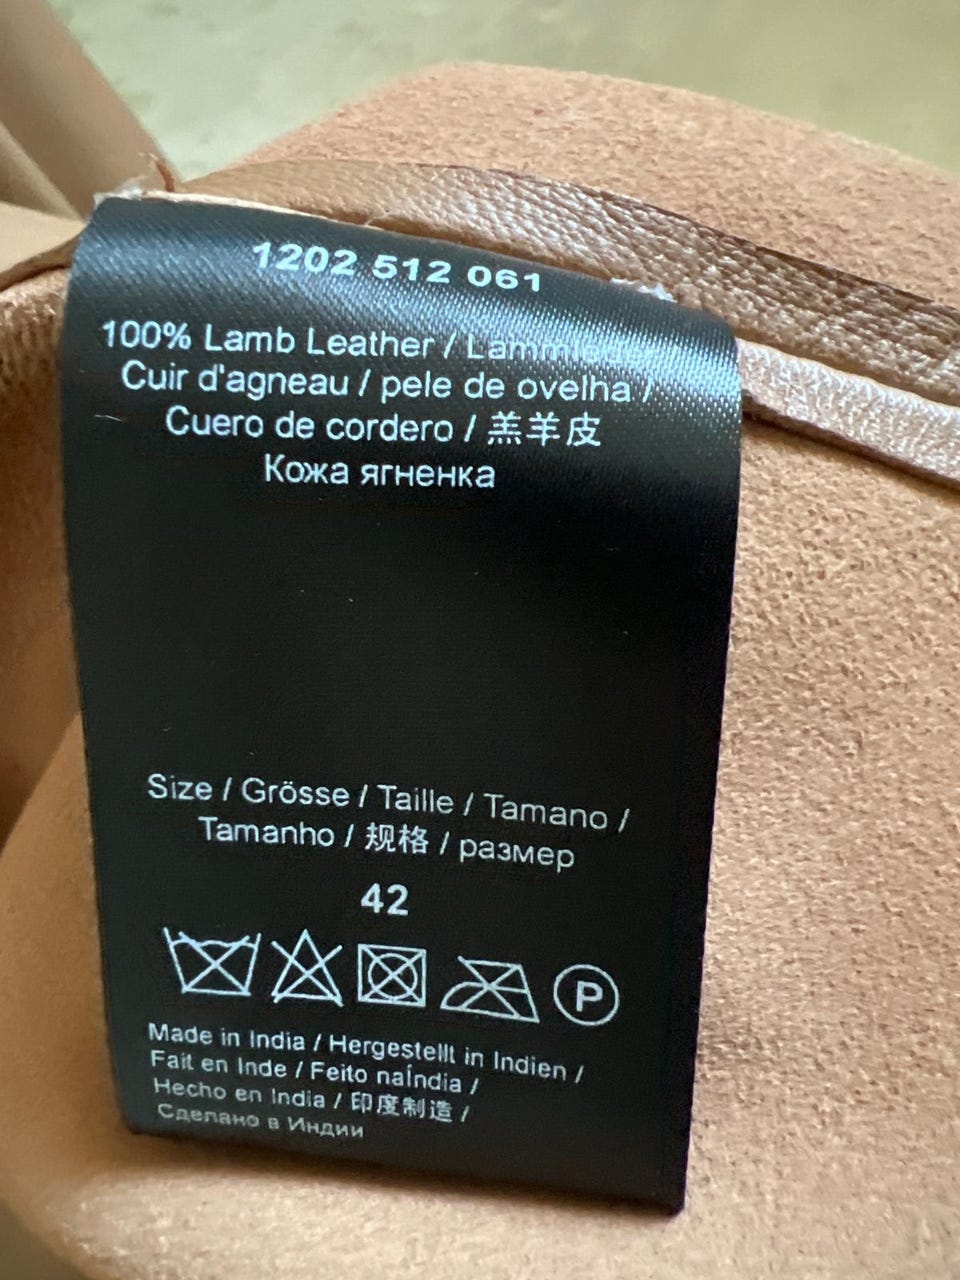 1202 512 061
100% Lamb Leather / Lammleder /
Cuir d'agneau / pele de ovelha /
Cuero de cordero / 羔羊皮
Кожа ягненка
Size / Grösse / Taille / Tamano /
Tamanho / 规格 / размер
42
P
Made in India / Hergestellt in Indien /
Fait en Inde / Feito naÍndia /
Hecho en India / 印度制造 /
Сделано в Индии